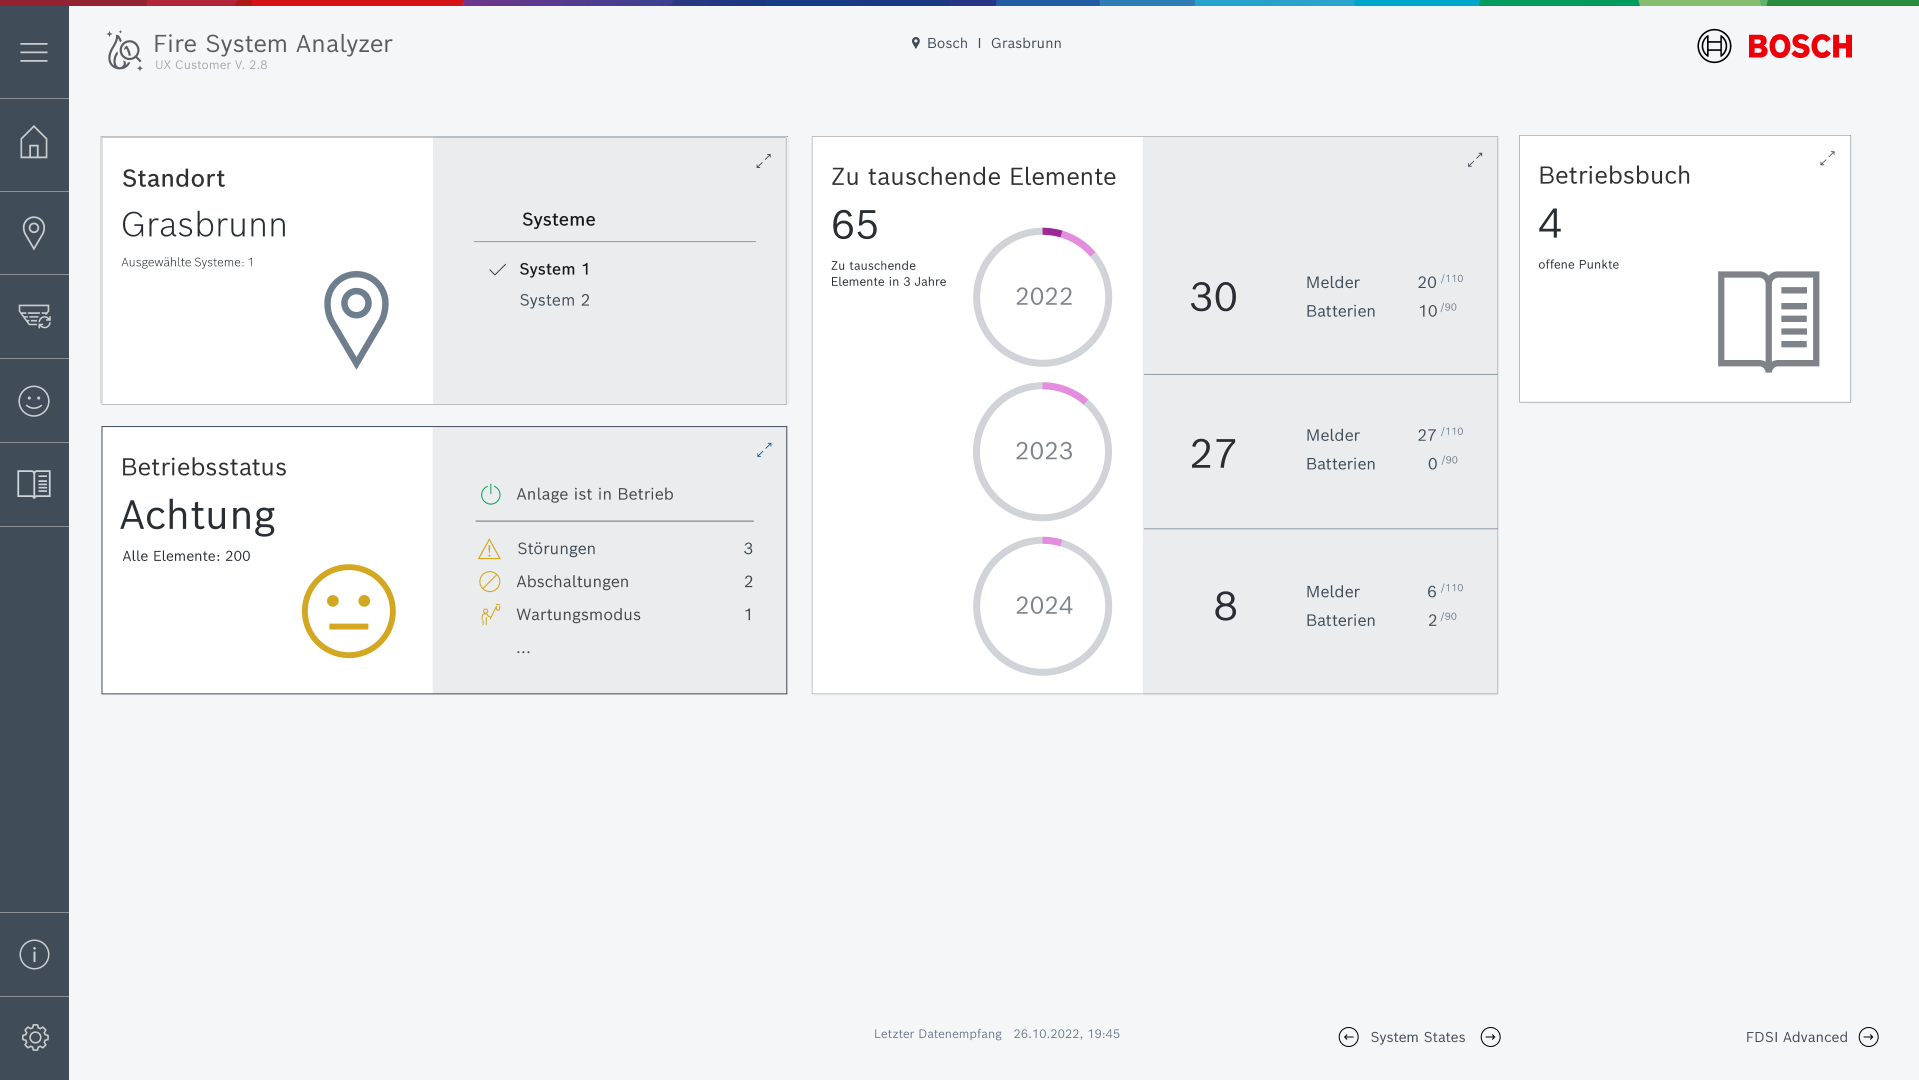 Fire System Analyzer
UX Customer V. 2.8
Bosch I Grasbrunn
BOSCH
Standort
Grasbrunn
Ausgewählte Systeme: 1
Systeme
System 1
System 2
Betriebsstatus
Achtung
Alle Elemente: 200
Anlage ist in Betrieb
Störungen 3
Abschaltungen 2
Wartungsmodus 1
...
Zu tauschende Elemente
65
Zu tauschende
Elemente in 3 Jahre
2022
30
Melder 20 /110
Batterien 10 /90
2023
27
Melder 27 /110
Batterien 0 /90
2024
8
Melder 6 /110
Batterien 2 /90
Betriebsbuch
4
offene Punkte
Letzter Datenempfang 26.10.2022, 19:45
System States
FDSI Advanced